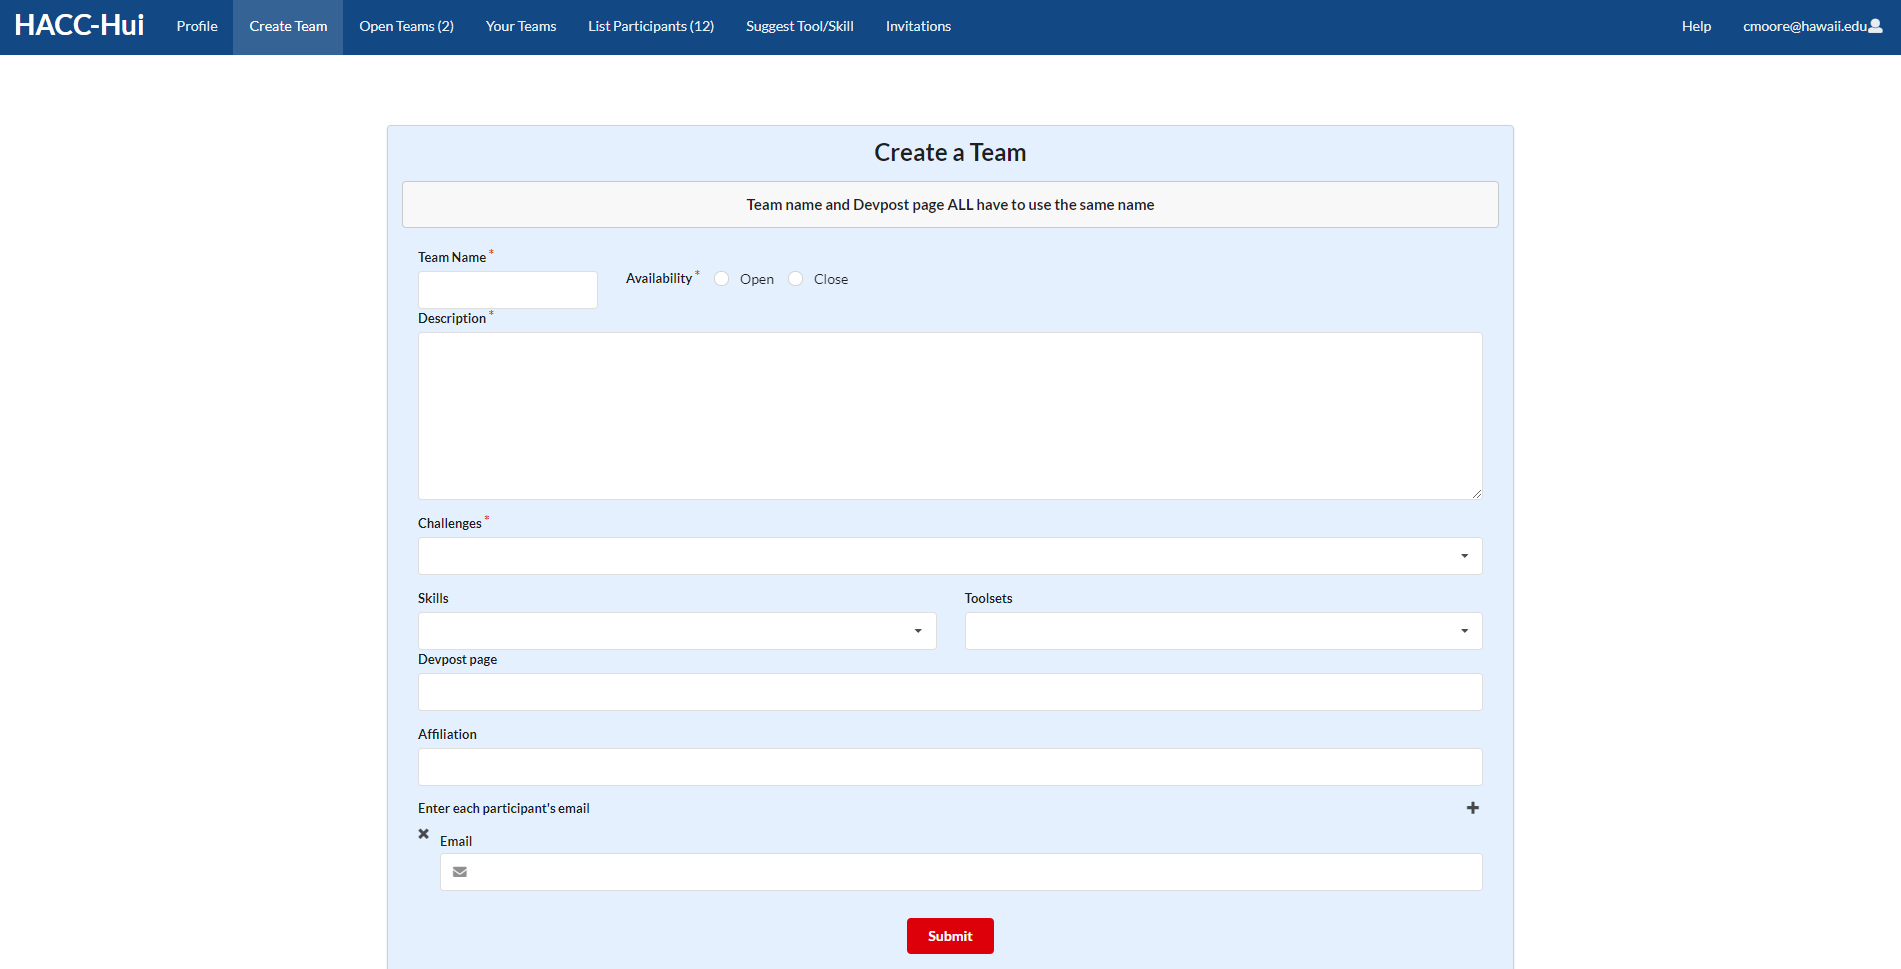 HACC-Hui Profile Create Team Open Teams (2) Your Teams List Participants (12) Suggest Tool/Skill Invitations Help cmoore@hawaii.edu
Create a Team
Team name and Devpost page ALL have to use the same name
Team Name *
Availability * Open Close
Description *
Challenges *
Skills Toolsets
Devpost page
Affiliation
Enter each participant's email
Email
Submit